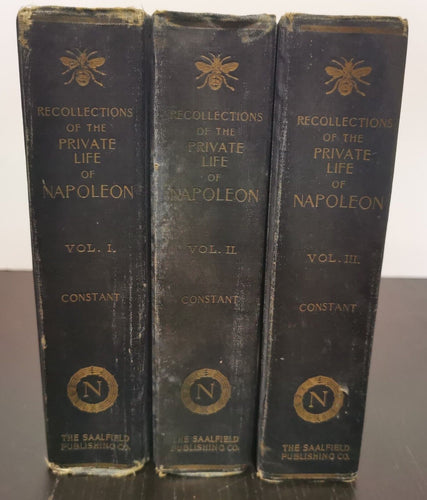 RECOLLECTIONS
OF THE
PRIVATE
LIFE
OF
NAPOLEON
VOL. I.
CONSTANT
N
THE SAALFIELD
PUBLISHING CO.
RECOLLECTIONS
OF THE
PRIVATE
LIFE
OF
NAPOLEON
VOL. II.
CONSTANT
N
THE SAALFIELD
PUBLISHING CO.
RECOLLECTIONS
OF THE
PRIVATE
LIFE
OF
NAPOLEON
VOL. III.
CONSTANT
N
THE SAALFIELD
PUBLISHING CO.